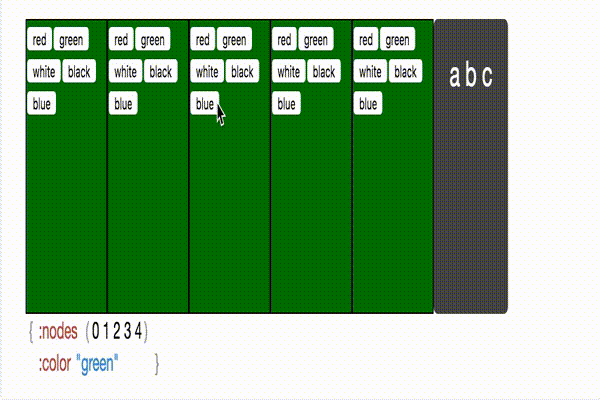 red green red green red green red green red green
white black white black white black white black white black
blue blue blue blue blue
a b c
{ :nodes (0 1 2 3 4)
:color "green" }